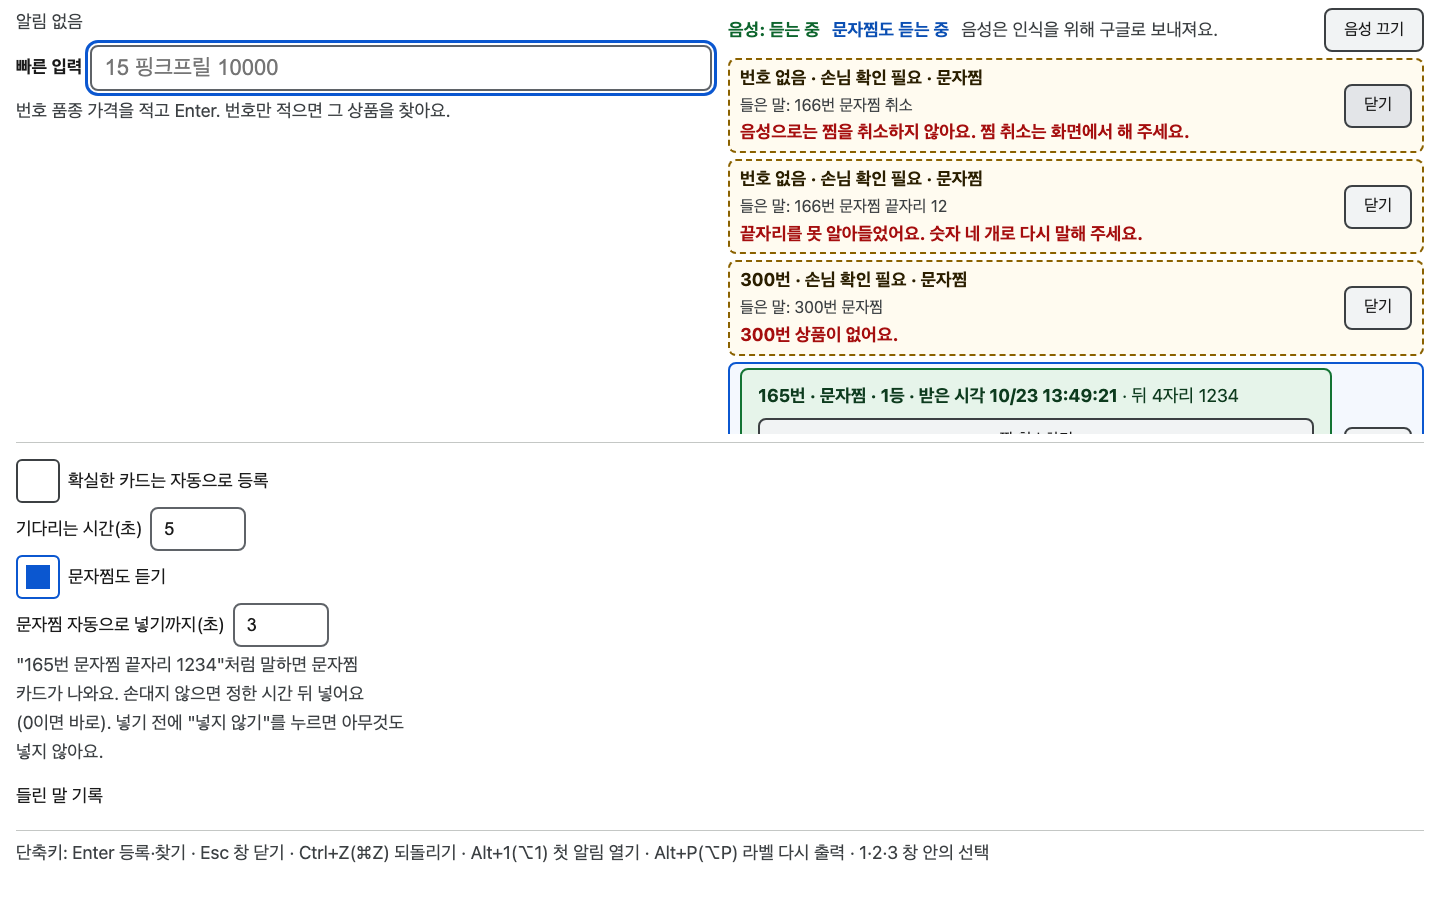 알림 없음
빠른 입력
15 핑크프릴 10000
번호 품종 가격을 적고 Enter. 번호만 적으면 그 상품을 찾아요.
음성: 듣는 중 문자찜도 듣는 중 음성은 인식을 위해 구글로 보내져요.
음성 끄기
번호 없음 · 손님 확인 필요 · 문자찜
들은 말: 166번 문자찜 취소
음성으로는 찜을 취소하지 않아요. 찜 취소는 화면에서 해 주세요.
닫기
번호 없음 · 손님 확인 필요 · 문자찜
들은 말: 166번 문자찜 끝자리 12
끝자리를 못 알아들었어요. 숫자 네 개로 다시 말해 주세요.
닫기
300번 · 손님 확인 필요 · 문자찜
들은 말: 300번 문자찜
300번 상품이 없어요.
닫기
165번 · 문자찜 · 1등 · 받은 시각 10/23 13:49:21 · 뒤 4자리 1234
확실한 카드는 자동으로 등록
기다리는 시간(초) 5
문자찜도 듣기
문자찜 자동으로 넣기까지(초) 3
"165번 문자찜 끝자리 1234"처럼 말하면 문자찜
카드가 나와요. 손대지 않으면 정한 시간 뒤 넣어요
(0이면 바로). 넣기 전에 "넣지 않기"를 누르면 아무것도
넣지 않아요.
들린 말 기록
단축키: Enter 등록·찾기 · Esc 창 닫기 · Ctrl+Z(⌘Z) 되돌리기 · Alt+1(⌥1) 첫 알림 열기 · Alt+P(⌥P) 라벨 다시 출력 · 1·2·3 창 안의 선택